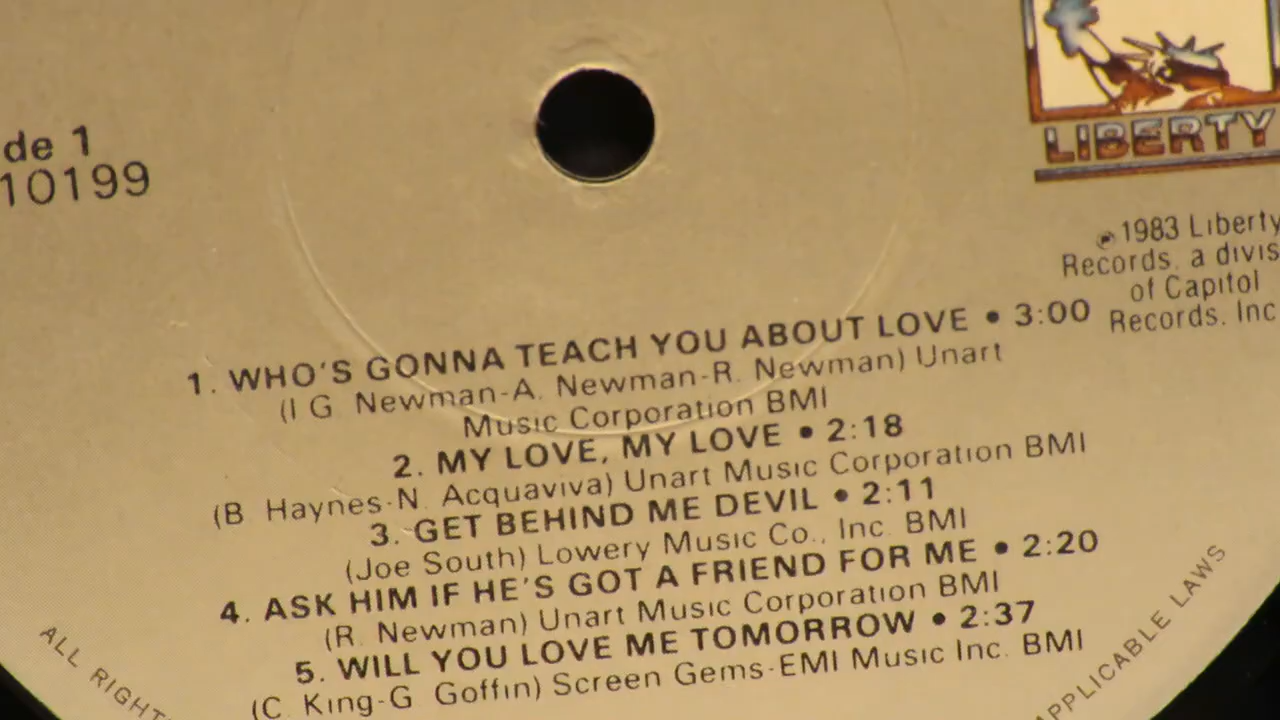 de 1
10199
LIBERTY
℗ 1983 Liberty
Records, a divis
of Capitol
Records, Inc
1. WHO'S GONNA TEACH YOU ABOUT LOVE • 3:00
(I G. Newman-A. Newman-R. Newman) Unart
Music Corporation BMI
2. MY LOVE, MY LOVE • 2:18
(B Haynes-N. Acquaviva) Unart Music Corporation BMI
3. GET BEHIND ME DEVIL • 2:11
(Joe South) Lowery Music Co., Inc. BMI
4. ASK HIM IF HE'S GOT A FRIEND FOR ME • 2:20
(R. Newman) Unart Music Corporation BMI
5. WILL YOU LOVE ME TOMORROW • 2:37
(C. King-G. Goffin) Screen Gems-EMI Music Inc. BMI
ALL RIGHT
APPLICABLE LAWS